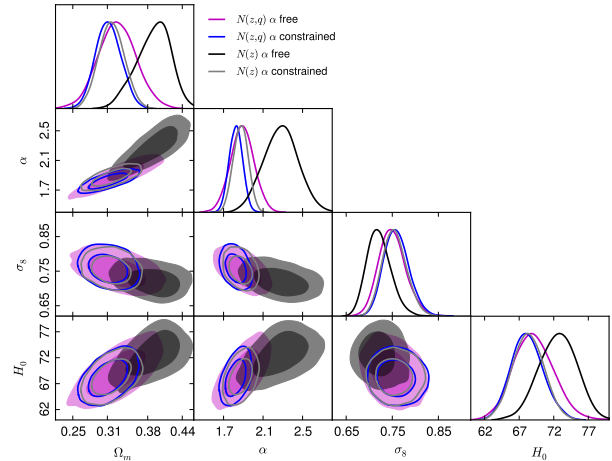 N(z,q) α free
N(z,q) α constrained
N(z) α free
N(z) α constrained
α
2.5
2.1
1.7
σ₈
0.85
0.75
0.65
H₀
77
72
67
62
0.25 0.31 0.38 0.44
1.7 2.1 2.5
0.65 0.75 0.85
62 67 72 77
Ωₘ α σ₈ H₀